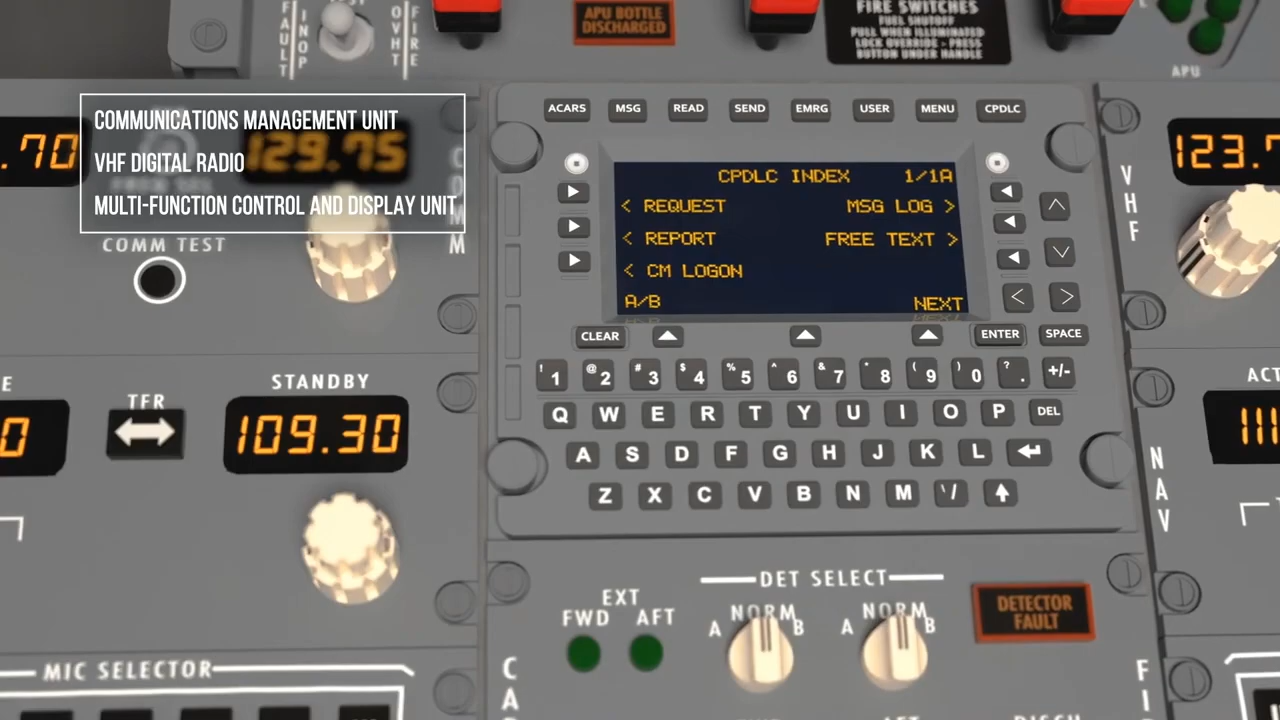 FAULT
INOP
OVHT
FIRE
APU BOTTLE
DISCHARGED
FIRE SWITCHES
FUEL SHUTOFF
PULL WHEN ILLUMINATED
LOCK OVERRIDE - PRESS
BUTTON UNDER HANDLE
APU
COMMUNICATIONS MANAGEMENT UNIT
VHF DIGITAL RADIO
MULTI-FUNCTION CONTROL AND DISPLAY UNIT
.70
129.75
COMM TEST
ACARS MSG READ SEND EMRG USER MENU CPDLC
CPDLC INDEX 1/1A
< REQUEST MSG LOG >
< REPORT FREE TEXT >
< CM LOGON
A/B NEXT
123.7
VHF
CLEAR ENTER SPACE
! 1 @ 2 # 3 $ 4 % 5 ^ 6 & 7 * 8 ( 9 ) 0 ? . +/-
Q W E R T Y U I O P DEL
A S D F G H J K L
Z X C V B N M '/
E
0
TFR
STANDBY
109.30
ACT
111
NAV
DET SELECT
EXT
FWD AFT
A NORM B
A NORM B
DETECTOR
FAULT
MIC SELECTOR